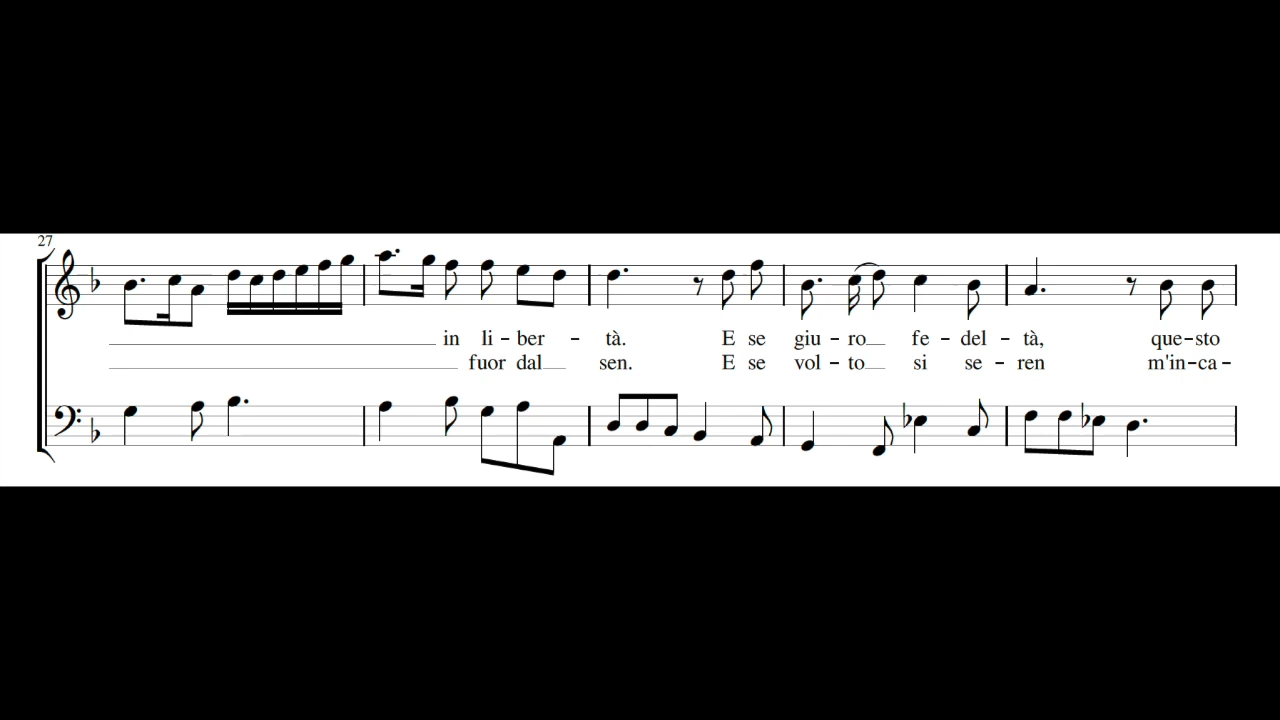 27
in li - ber - tà. E se giu - ro fe - del - tà, que - sto
fuor dal sen. E se vol - to si se - ren m'in - ca -